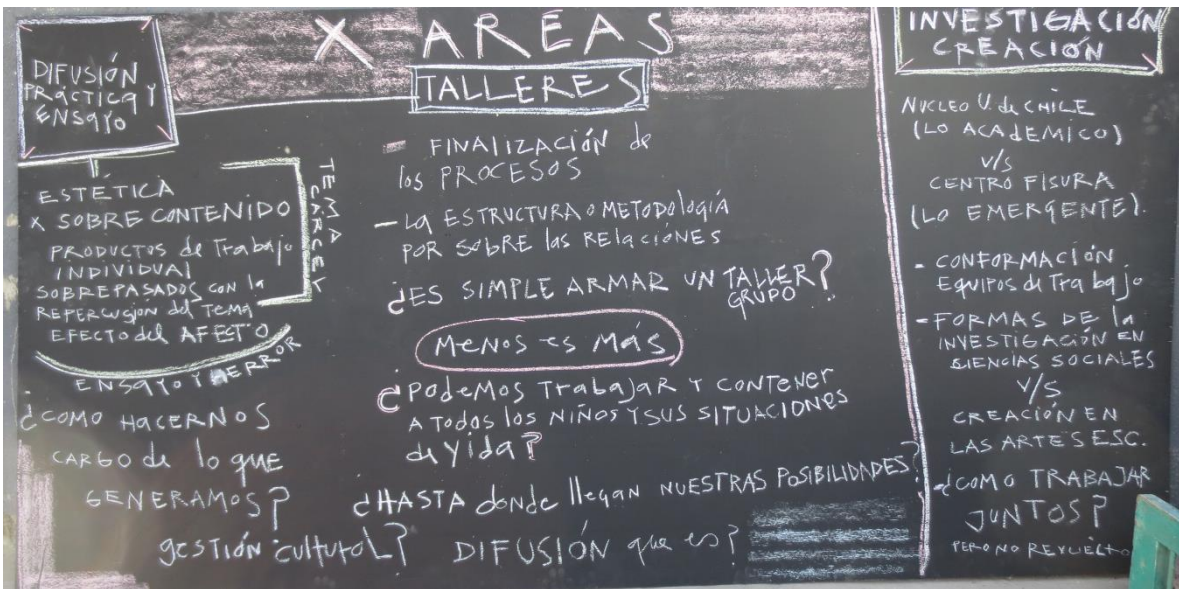 X AREAS
DIFUSIÓN
PRÁCTICA Y
ENSAYO
ESTÉTICA
X SOBRE CONTENIDO
PRODUCTOS de Trabajo
INDIVIDUAL
SOBREPASADOS con la
REPERCUSIÓN del TEMA
EFECTO del AFECTO
TEMA
CARCEL
ENSAYO Y ERROR
¿COMO HACERNOS
CARGO de lo que
GENERAMOS?
gESTIÓN cultural?
TALLERES
- FINALIZACIÓN de
los PROCESOS
- LA ESTRUCTURA o METODOlogíA
POR SOBRE las RELACIÓNES
¿ES SIMPLE ARMAR UN TALLER?
GRUPO
MENOS es MÁS
¿PodEMOS TRabAJAR Y CONTENER
A Todos los NIÑOS Y SUS SITUACIONES
de Vida?
¿HASTA dONde llegan NUESTRAS POSIBILIDADES?
DIFUSIÓN que es?
INVESTIGACIÓN
CREACIÓN
NUCLEO U. de CHILE
(LO ACAdEMICO)
V/S
CENTRO FISURA
(LO EMERGENTE).
- CONFORMACIÓN
Equipos de Trabajo
- FORMAS DE la
INVESTIGACIÓN EN
CIENCIAS SOCIALES
V/S
CREACIÓN EN
LAS ARTES ESC.
- ¿COMO TRABAJAR
JUNTOS?
PERO NO